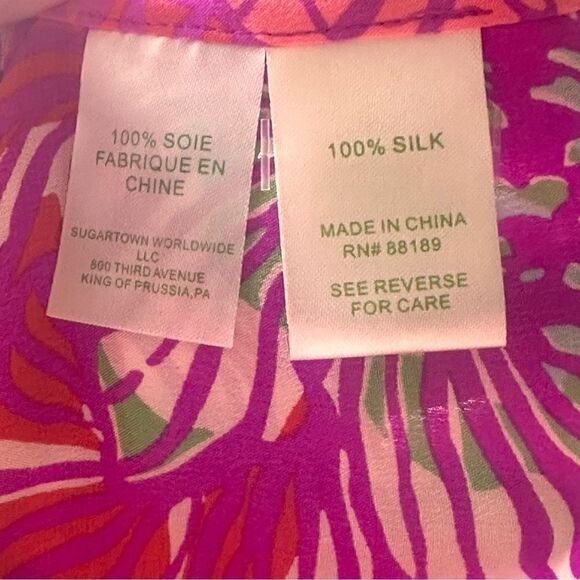 100% SOIE
FABRIQUE EN
CHINE
SUGARTOWN WORLDWIDE
LLC
800 THIRD AVENUE
KING OF PRUSSIA,PA
100% SILK
MADE IN CHINA
RN# 88189
SEE REVERSE
FOR CARE